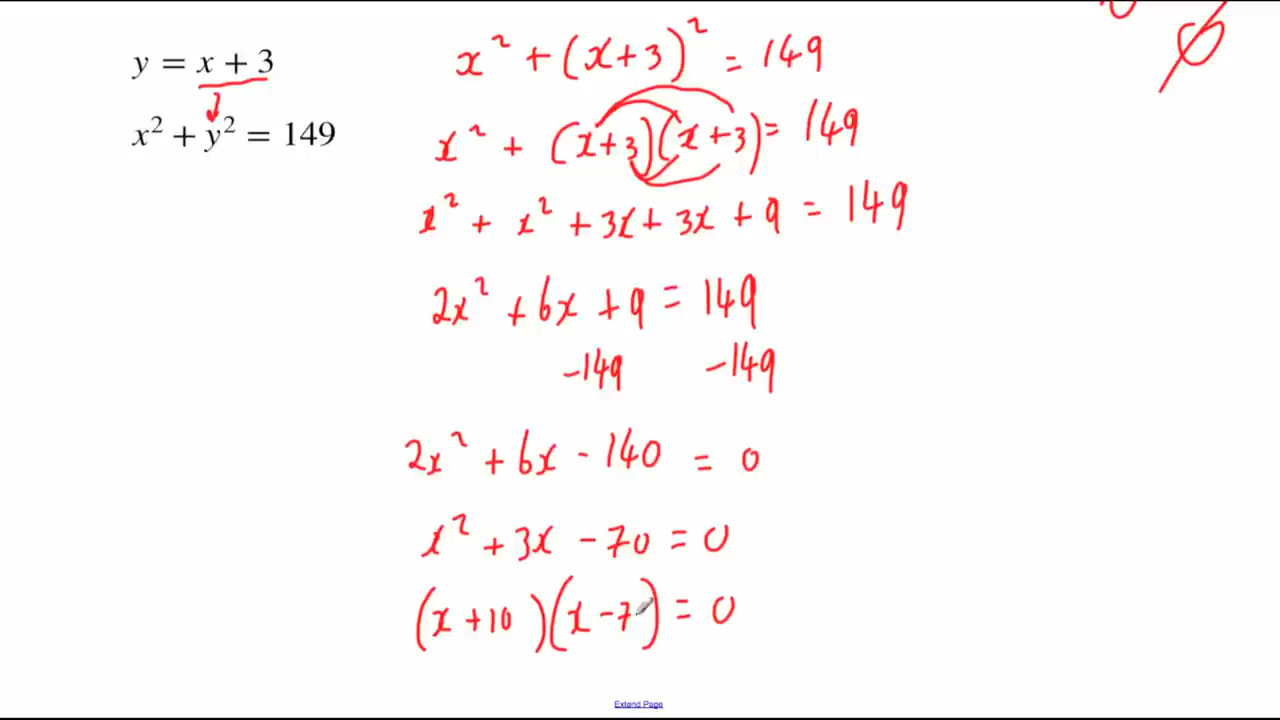 y = x + 3
x² + y² = 149
x² + (x+3)² = 149
x² + (x+3)(x+3) = 149
x² + x² + 3x + 3x + 9 = 149
2x² + 6x + 9 = 149
-149 -149
2x² + 6x - 140 = 0
x² + 3x - 70 = 0
(x + 10)(x - 7) = 0
Extend Page